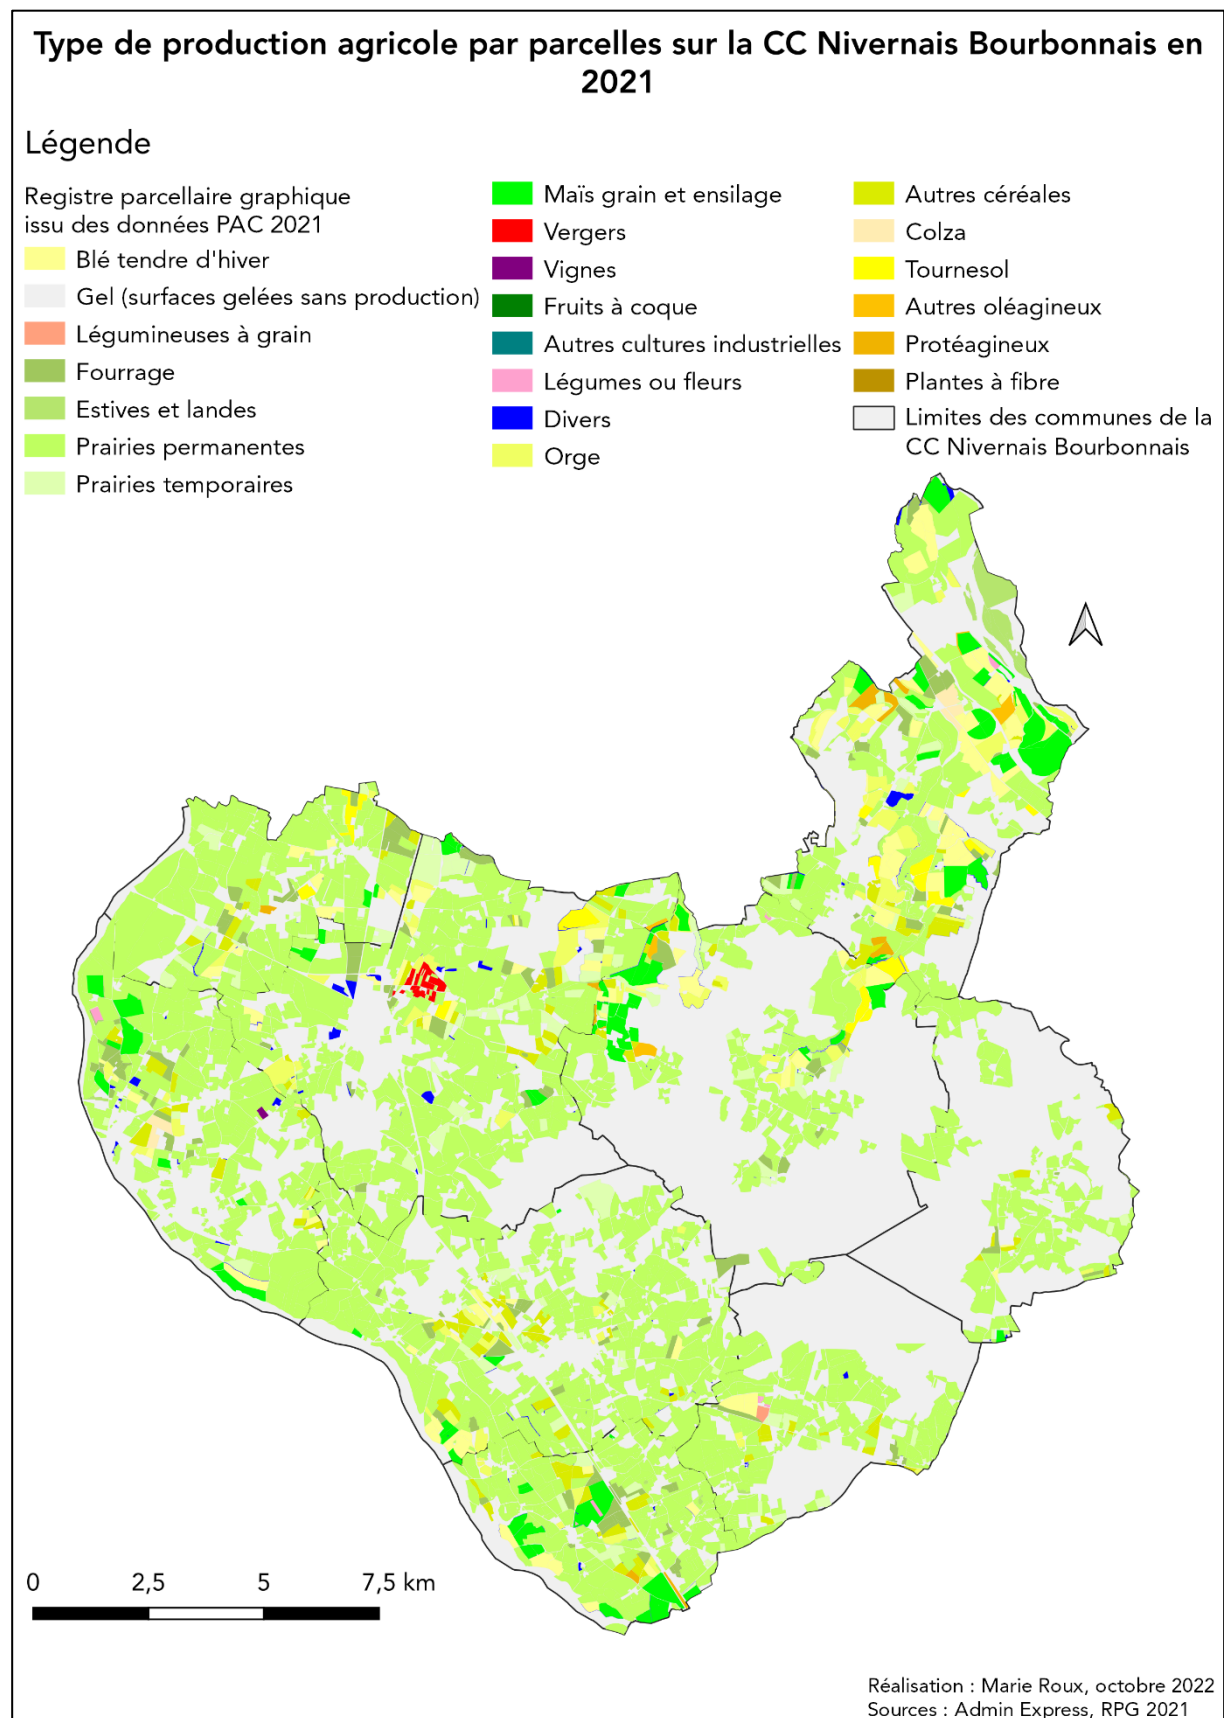 Type de production agricole par parcelles sur la CC Nivernais Bourbonnais en
2021
Légende
Registre parcellaire graphique
issu des données PAC 2021
Blé tendre d'hiver
Gel (surfaces gelées sans production)
Légumineuses à grain
Fourrage
Estives et landes
Prairies permanentes
Prairies temporaires
Maïs grain et ensilage
Vergers
Vignes
Fruits à coque
Autres cultures industrielles
Légumes ou fleurs
Divers
Orge
Autres céréales
Colza
Tournesol
Autres oléagineux
Protéagineux
Plantes à fibre
Limites des communes de la
CC Nivernais Bourbonnais
0 2,5 5 7,5 km
Réalisation : Marie Roux, octobre 2022
Sources : Admin Express, RPG 2021